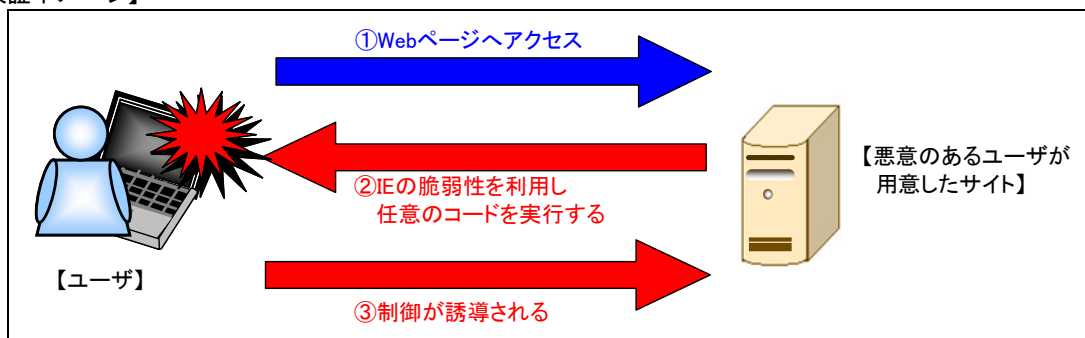 ①Webページへアクセス
②IEの脆弱性を利用し
任意のコードを実行する
【悪意のあるユーザが
用意したサイト】
【ユーザ】
③制御が誘導される